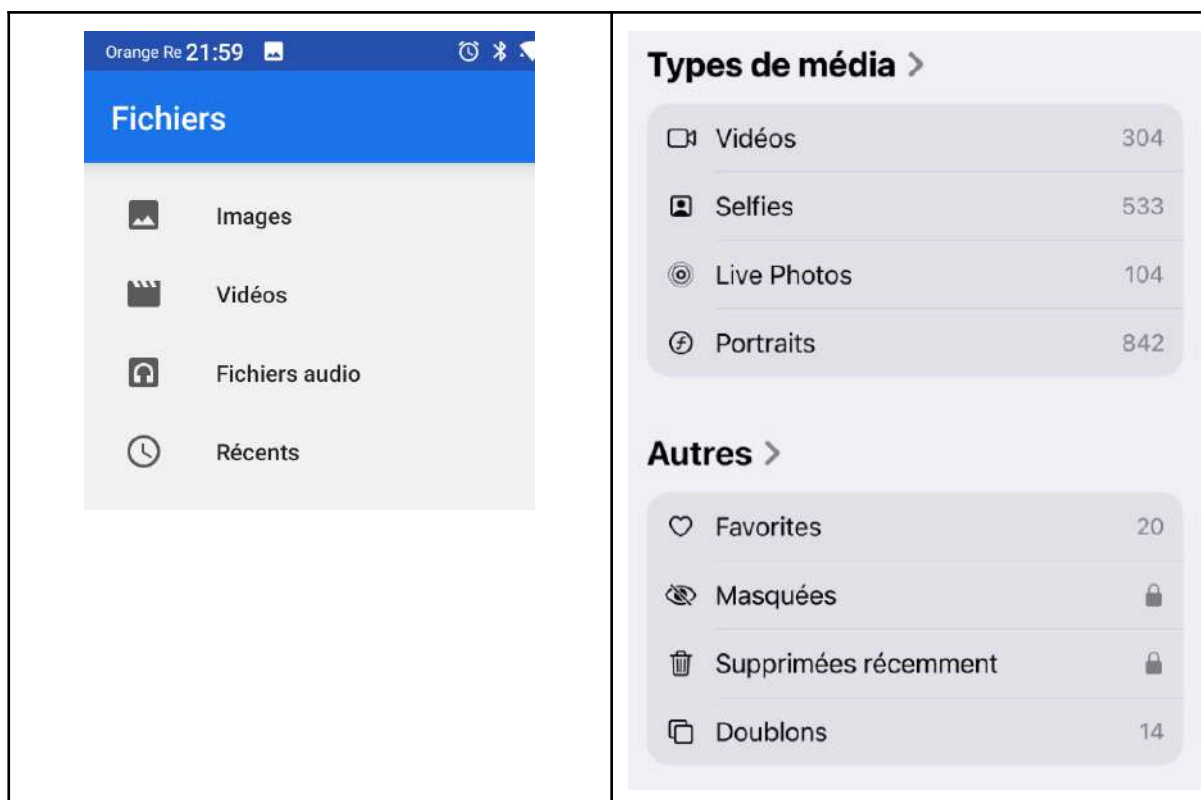 Orange Re 21:59
Fichiers
Images
Vidéos
Fichiers audio
Récents
Types de média >
Vidéos 304
Selfies 533
Live Photos 104
Portraits 842
Autres >
Favorites 20
Masquées
Supprimées récemment
Doublons 14